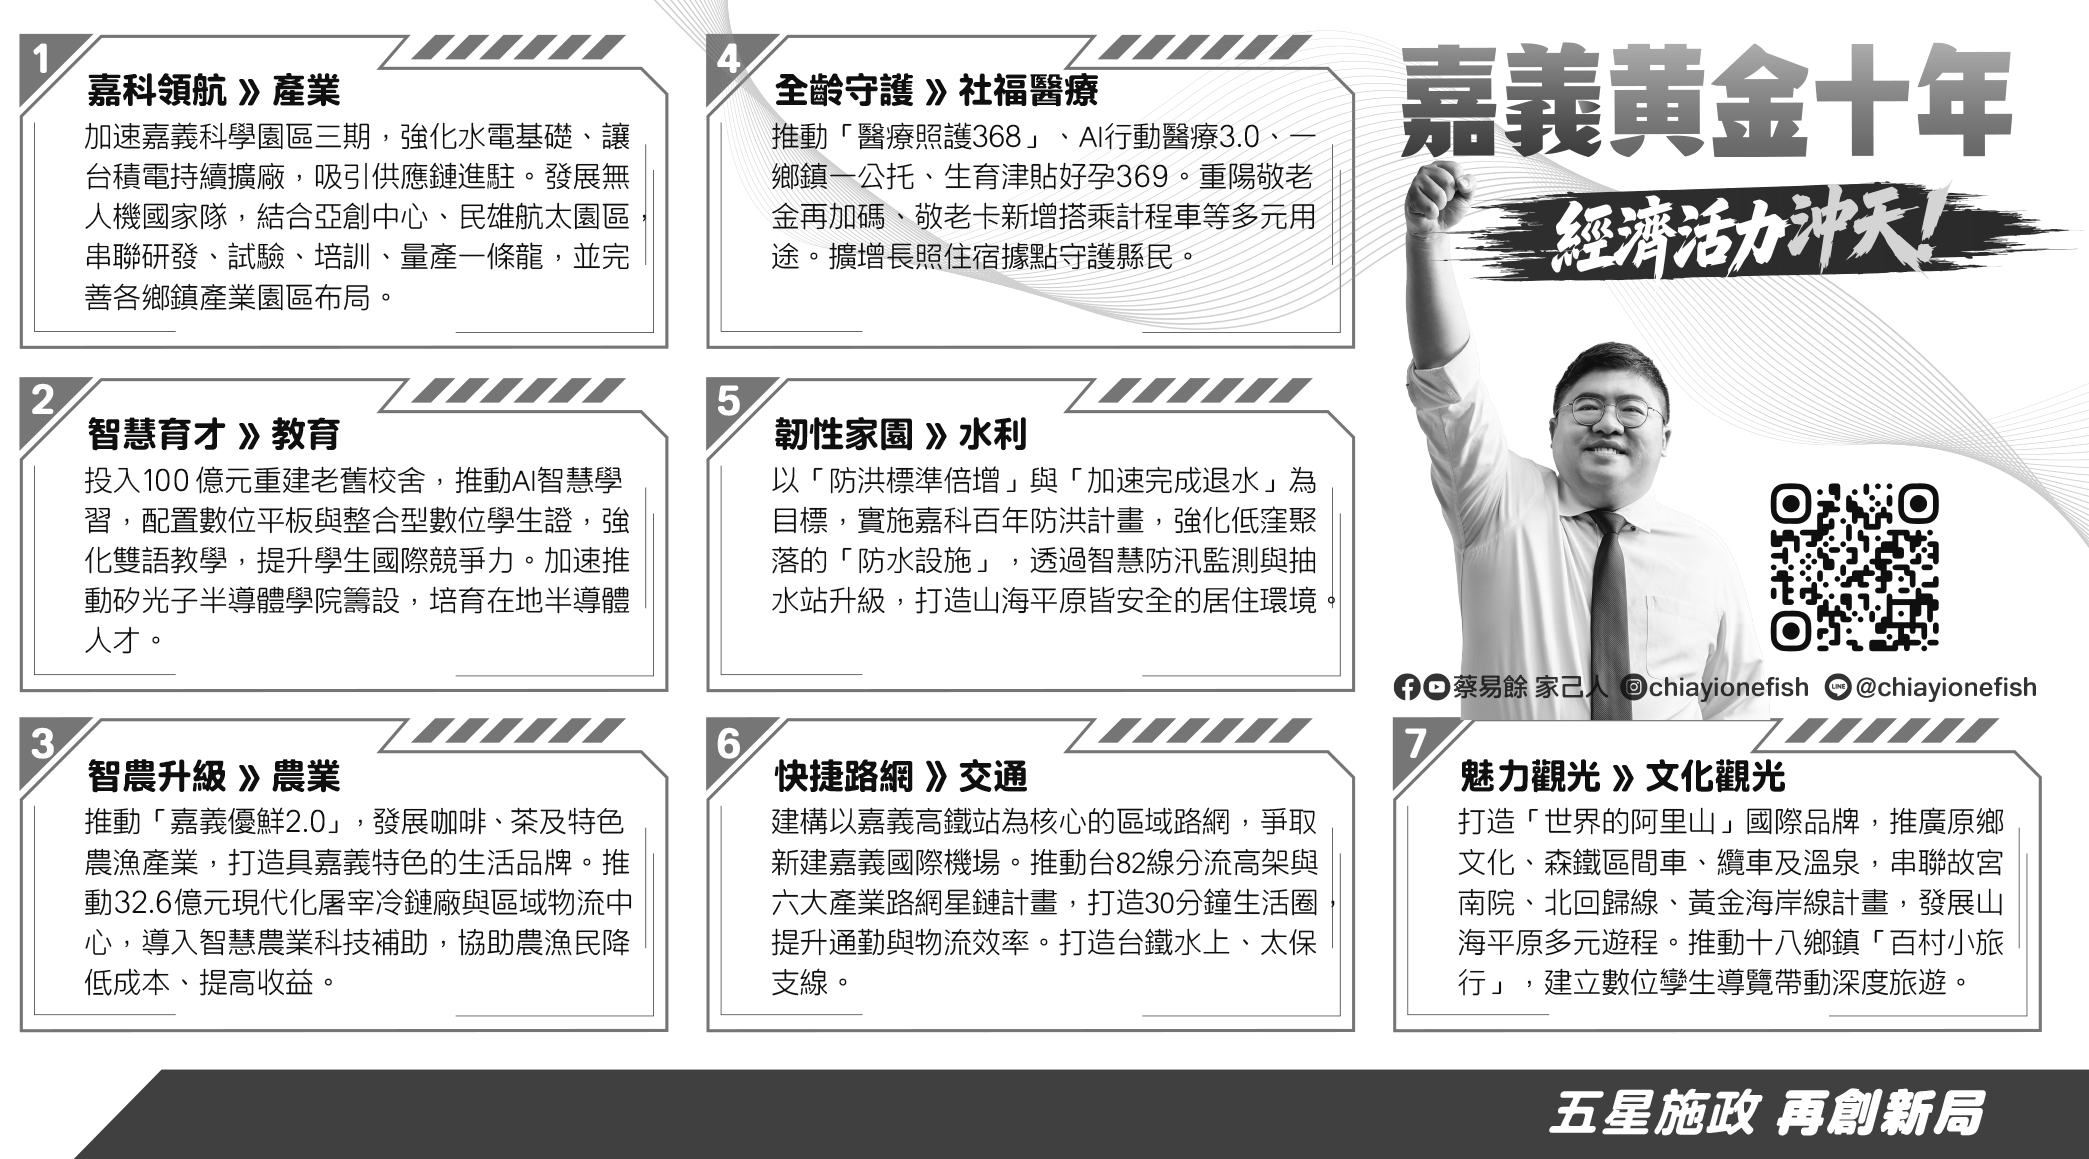 1
嘉科領航 》 產業
加速嘉義科學園區三期，強化水電基礎、讓
台積電持續擴廠，吸引供應鏈進駐。發展無
人機國家隊，結合亞創中心、民雄航太園區，
串聯研發、試驗、培訓、量產一條龍，並完
善各鄉鎮產業園區布局。
2
智慧育才 》 教育
投入100 億元重建老舊校舍，推動AI智慧學
習，配置數位平板與整合型數位學生證，強
化雙語教學，提升學生國際競爭力。加速推
動矽光子半導體學院籌設，培育在地半導體
人才。
3
智農升級 》 農業
推動「嘉義優鮮2.0」，發展咖啡、茶及特色
農漁產業，打造具嘉義特色的生活品牌。推
動32.6億元現代化屠宰冷鏈廠與區域物流中
心，導入智慧農業科技補助，協助農漁民降
低成本、提高收益。
4
全齡守護 》 社福醫療
推動「醫療照護368」、AI行動醫療3.0、一
鄉鎮一公托、生育津貼好孕369。重陽敬老
金再加碼、敬老卡新增搭乘計程車等多元用
途。擴增長照住宿據點守護縣民。
5
韌性家園 》 水利
以「防洪標準倍增」與「加速完成退水」為
目標，實施嘉科百年防洪計畫，強化低窪聚
落的「防水設施」，透過智慧防汛監測與抽
水站升級，打造山海平原皆安全的居住環境。
6
快捷路網 》 交通
建構以嘉義高鐵站為核心的區域路網，爭取
新建嘉義國際機場。推動台82線分流高架與
六大產業路網星鏈計畫，打造30分鐘生活圈，
提升通勤與物流效率。打造台鐵水上、太保
支線。
嘉義黃金十年
經濟活力沖天！
蔡易餘 家己人 chiayionefish LINE @chiayionefish
7
魅力觀光 》 文化觀光
打造「世界的阿里山」國際品牌，推廣原鄉
文化、森鐵區間車、纜車及溫泉，串聯故宮
南院、北回歸線、黃金海岸線計畫，發展山
海平原多元遊程。推動十八鄉鎮「百村小旅
行」，建立數位孿生導覽帶動深度旅遊。
五星施政 再創新局